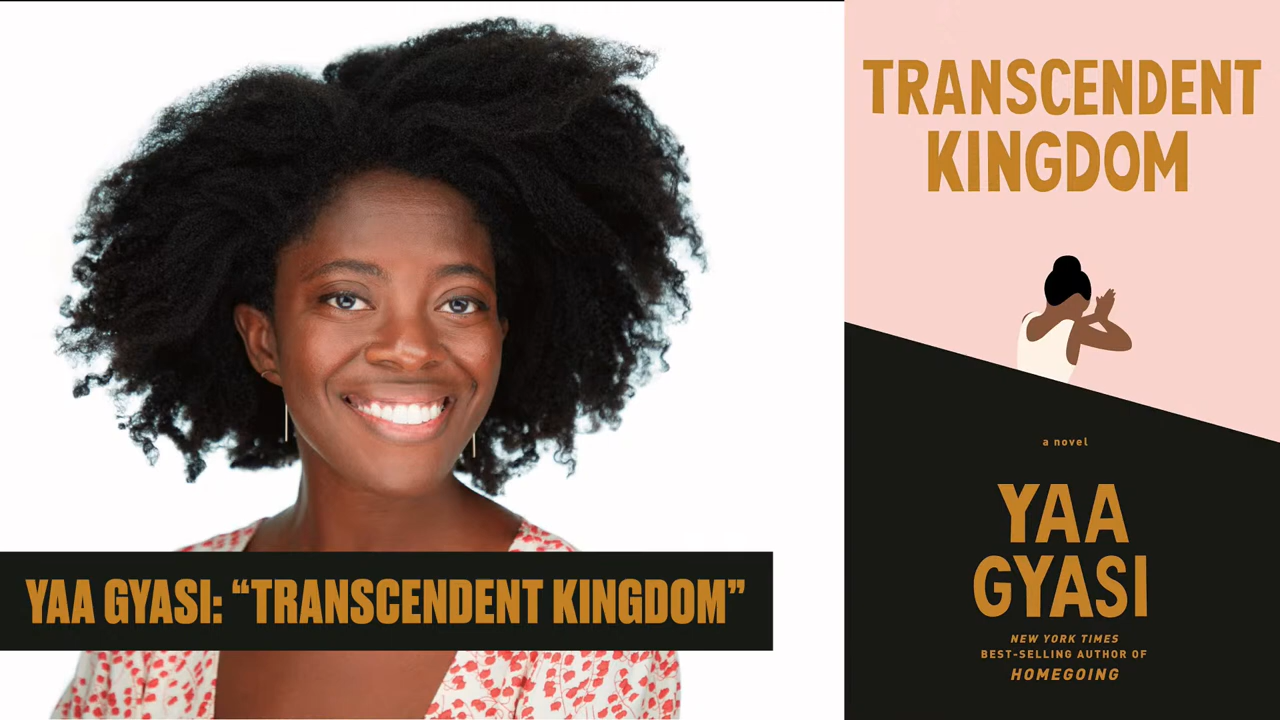 YAA GYASI: “TRANSCENDENT KINGDOM”
TRANSCENDENT
KINGDOM
a novel
YAA
GYASI
NEW YORK TIMES
BEST-SELLING AUTHOR OF
HOMEGOING